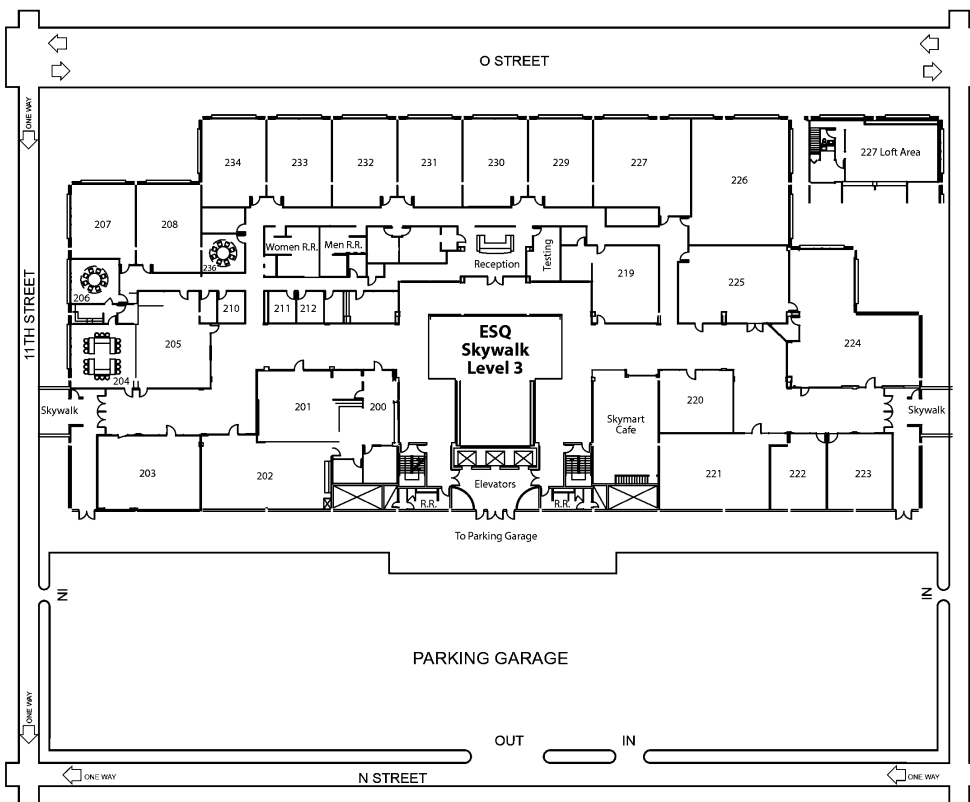 O STREET
ONE WAY
227 Loft Area
234
233
232
231
230
229
227
226
207
208
236
Women R.R.
Men R.R.
Reception
Testing
219
225
206
210
211
212
205
204
11TH STREET
ESQ
Skywalk
Level 3
224
Skywalk
201
200
Skymart
Cafe
220
Skywalk
203
202
Elevators
221
222
223
R.R.
R.R.
To Parking Garage
IN
IN
PARKING GARAGE
ONE WAY
OUT
IN
ONE WAY
N STREET
ONE WAY